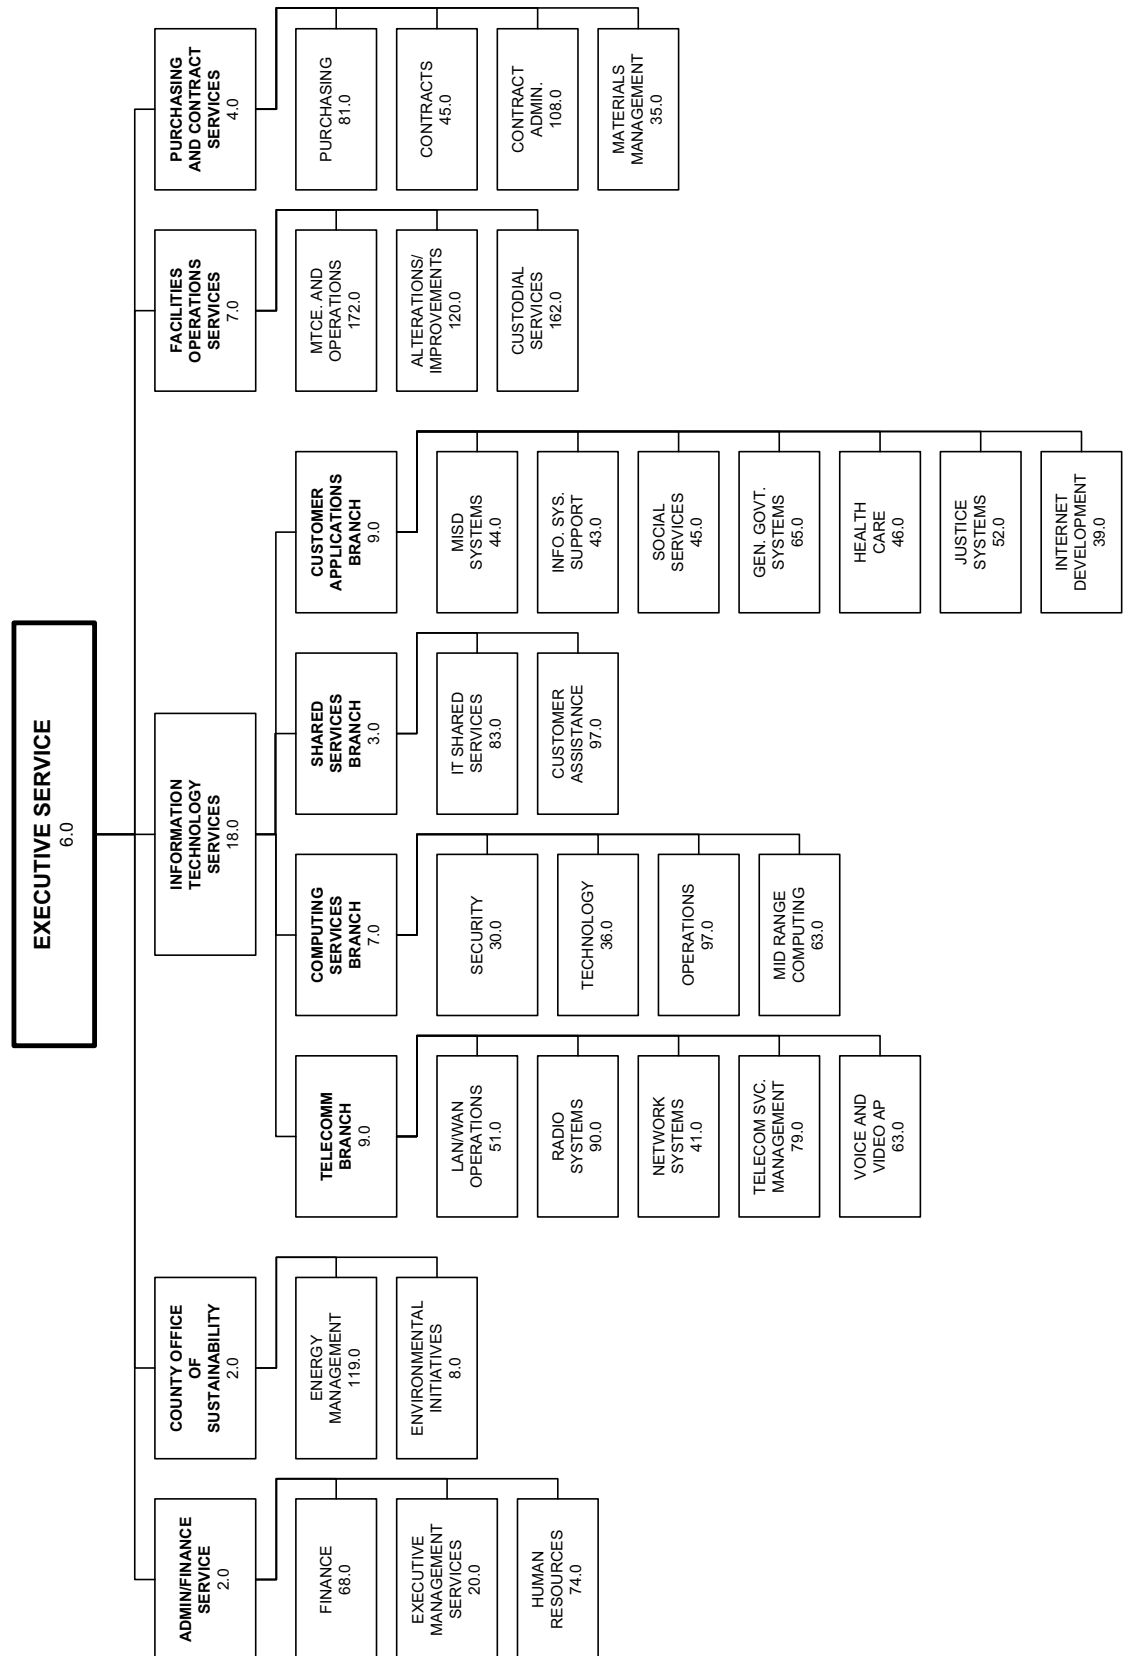 EXECUTIVE SERVICE
6.0
ADMIN/FINANCE
SERVICE
2.0
FINANCE
68.0
EXECUTIVE
MANAGEMENT
SERVICES
20.0
HUMAN
RESOURCES
74.0
COUNTY OFFICE
OF
SUSTAINABILITY
2.0
ENERGY
MANAGEMENT
119.0
ENVIRONMENTAL
INITIATIVES
8.0
INFORMATION
TECHNOLOGY
SERVICES
18.0
TELECOMM
BRANCH
9.0
LAN/WAN
OPERATIONS
51.0
RADIO
SYSTEMS
90.0
NETWORK
SYSTEMS
41.0
TELECOM SVC.
MANAGEMENT
79.0
VOICE AND
VIDEO AP
63.0
COMPUTING
SERVICES
BRANCH
7.0
SECURITY
30.0
TECHNOLOGY
36.0
OPERATIONS
97.0
MID RANGE
COMPUTING
63.0
SHARED
SERVICES
BRANCH
3.0
IT SHARED
SERVICES
83.0
CUSTOMER
ASSISTANCE
97.0
CUSTOMER
APPLICATIONS
BRANCH
9.0
MISD
SYSTEMS
44.0
INFO. SYS.
SUPPORT
43.0
SOCIAL
SERVICES
45.0
GEN. GOVT.
SYSTEMS
65.0
HEALTH
CARE
46.0
JUSTICE
SYSTEMS
52.0
INTERNET
DEVELOPMENT
39.0
FACILITIES
OPERATIONS
SERVICES
7.0
MTCE. AND
OPERATIONS
172.0
ALTERATIONS/
IMPROVEMENTS
120.0
CUSTODIAL
SERVICES
162.0
PURCHASING
AND CONTRACT
SERVICES
4.0
PURCHASING
81.0
CONTRACTS
45.0
CONTRACT
ADMIN.
108.0
MATERIALS
MANAGEMENT
35.0